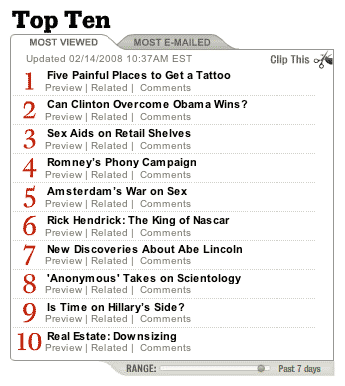 Top Ten
MOST VIEWED MOST E-MAILED
Updated 02/14/2008 10:37AM EST Clip This
1 Five Painful Places to Get a Tattoo
Preview | Related | Comments
2 Can Clinton Overcome Obama Wins?
Preview | Related | Comments
3 Sex Aids on Retail Shelves
Preview | Related | Comments
4 Romney's Phony Campaign
Preview | Related | Comments
5 Amsterdam's War on Sex
Preview | Related | Comments
6 Rick Hendrick: The King of Nascar
Preview | Related | Comments
7 New Discoveries About Abe Lincoln
Preview | Related | Comments
8 'Anonymous' Takes on Scientology
Preview | Related | Comments
9 Is Time on Hillary's Side?
Preview | Related | Comments
10 Real Estate: Downsizing
Preview | Related | Comments
RANGE: Past 7 days